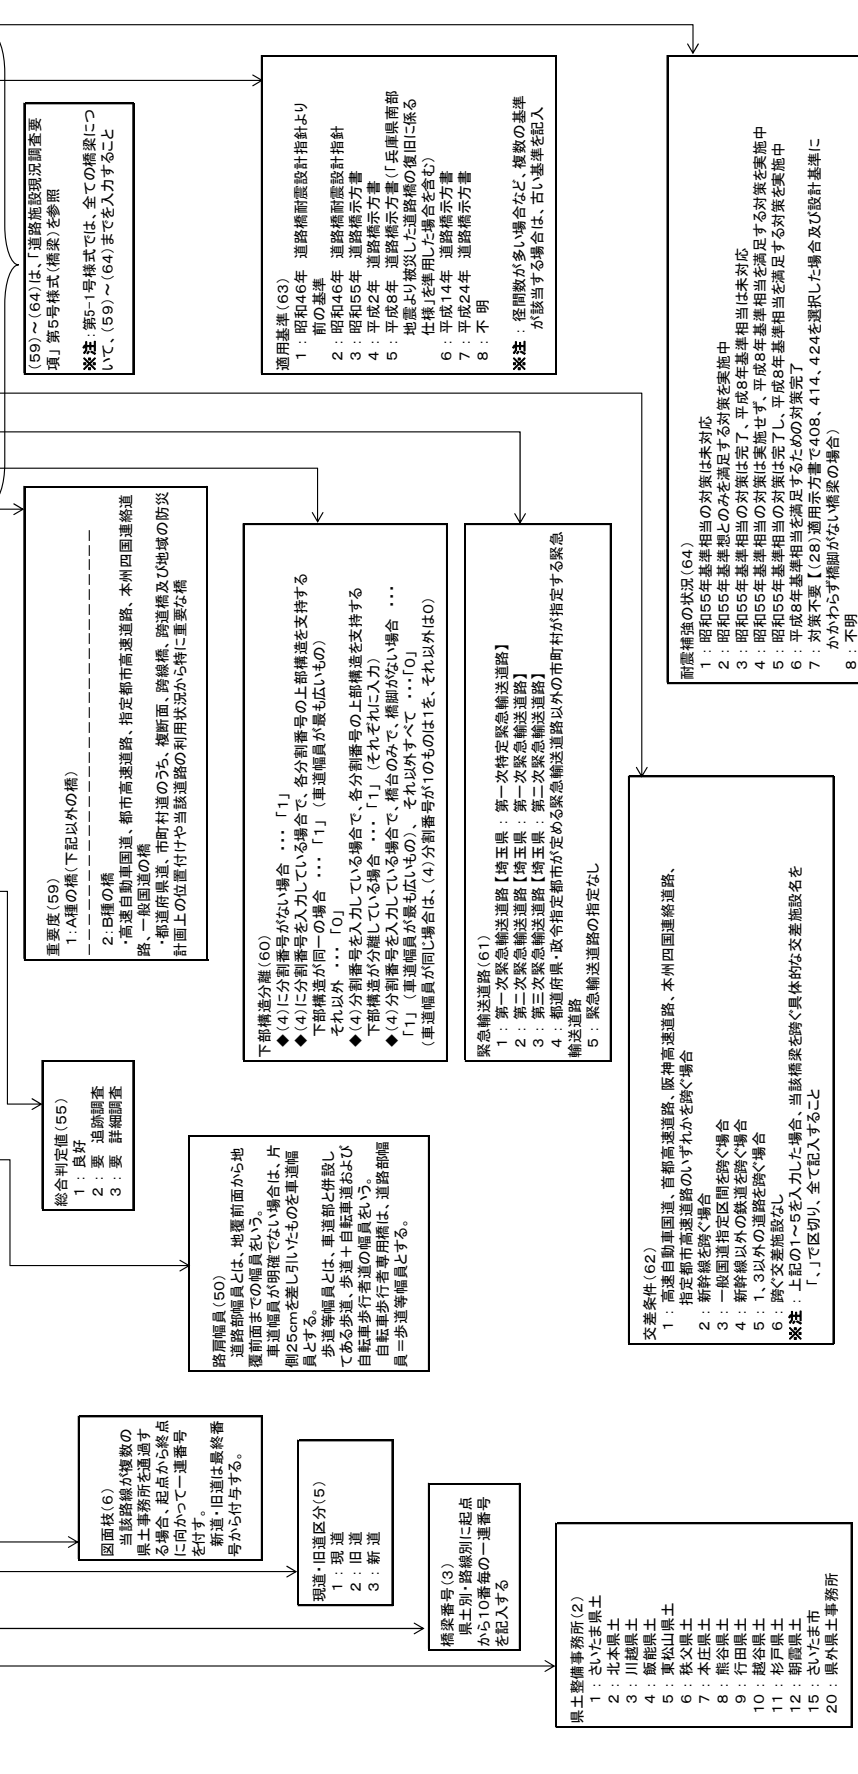 県土整備事務所(2)
1：さいたま県土
2：北本県土
3：川越県土
4：飯能県土
5：東松山県土
6：秩父県土
7：本庄県土
8：熊谷県土
9：行田県土
10：越谷県土
11：杉戸県土
12：朝霞県土
15：さいたま市
20：県外県土事務所
橋梁番号(3)
県土別・路線別に起点
から10番毎の一連番号
を記入する
現道・旧道区分(5)
1：現 道
2：旧 道
3：新 道
図面枝(6)
当該路線が複数の
県土事務所を通過す
る場合、起点から終点
に向かって一連番号
を付す。
新道・旧道は最終番
号から付与する。
路肩幅員(50)
道路部幅員とは、地覆前面から地
覆前面までの幅員をいう。
車道幅員が明確でない場合は、片
側25cmを差し引いたものを車道幅
員とする。
歩道等幅員とは、車道部と併設し
てある歩道、歩道＋自転車道および
自転車歩行者道の幅員をいう。
自転車歩行者専用橋は、道路部幅
員＝歩道等幅員とする。
総合判定値(55)
1：良好
2：要 追跡調査
3：要 詳細調査
重要度(59)
1：A種の橋(下記以外の橋)
2：B種の橋
・高速自動車国道、都市高速道路、指定都市高速道路、本州四国連絡道
路、一般国道の橋
・都道府県道、市町村道のうち、複断面、跨線橋、跨道橋及び地域の防災
計画上の位置付けや当該道路の利用状況から特に重要な橋
下部構造分離(60)
◆(4)に分割番号がない場合 ・・・ 「1」
◆(4)に分割番号を入力している場合で、各分割番号の上部構造を支持する
下部構造が同一の場合 ・・・ 「1」(車道幅員が最も広いもの)
それ以外 ・・・ 「0」
◆(4)分割番号を入力している場合で、各分割番号の上部構造を支持する
下部構造が分離している場合 ・・・ 「1」(それぞれに入力)
◆(4)分割番号を入力している場合で、橋台のみで、橋脚がない場合 ・・・
「1」(車道幅員が最も広いもの)、 それ以外すべて ・・・「0」
(車道幅員が同じ場合は、(4)分割番号が1のものは1を、それ以外は0)
緊急輸送道路(61)
1：第一次緊急輸送道路【埼玉県：第一次特定緊急輸送道路】
2：第二次緊急輸送道路【埼玉県：第一次緊急輸送道路】
3：第三次緊急輸送道路【埼玉県：第二次緊急輸送道路】
4：都道府県・政令指定都市が定める緊急輸送道路以外の市町村が指定する緊急
輸送道路
5：緊急輸送道路の指定なし
交差条件(62)
1：高速自動車国道、首都高速道路、阪神高速道路、本州四国連絡道路、
指定都市高速道路のいずれかを跨ぐ場合
2：新幹線を跨ぐ場合
3：一般国道指定区間を跨ぐ場合
4：新幹線以外の鉄道を跨ぐ場合
5：1、3以外の道路を跨ぐ場合
6：跨ぐ交差施設なし
※注：上記の1～5を入力した場合、当該橋梁を跨ぐ具体的な交差施設名を
「、」で区切り、全て記入すること
(59)～(64)は、「道路施設現況調査要
項」第5号様式(橋梁)を参照
※注：第5-1号様式では、全ての橋梁につ
いて、(59)～(64)までを入力すること
適用基準(63)
1：昭和46年 道路橋耐震設計指針より
前の基準
2：昭和46年 道路橋耐震設計指針
3：昭和55年 道路橋示方書
4：平成2年 道路橋示方書
5：平成8年 道路橋示方書(「兵庫県南部
地震より被災した道路橋の復旧に係る
仕様」を準用した場合を含む)
6：平成14年 道路橋示方書
7：平成24年 道路橋示方書
8：不 明
※注：径間数が多い場合など、複数の基準
が該当する場合は、古い基準を記入
耐震補強の状況(64)
1：昭和55年基準相当の対策は未対応
2：昭和55年基準想とのみを満足する対策を実施中
3：昭和55年基準相当の対策は完了、平成8年基準相当は未対応
4：昭和55年基準相当の対策は実施せず、平成8年基準相当を満足する対策を実施中
5：昭和55年基準相当の対策は完了し、平成8年基準相当を満足する対策を実施中
6：平成8年基準相当を満足するための対策完了
7：対策不要【(28)適用示方書で408、414、424を選択した場合及び設計基準に
かかわらず橋脚がない橋梁の場合)
8：不明